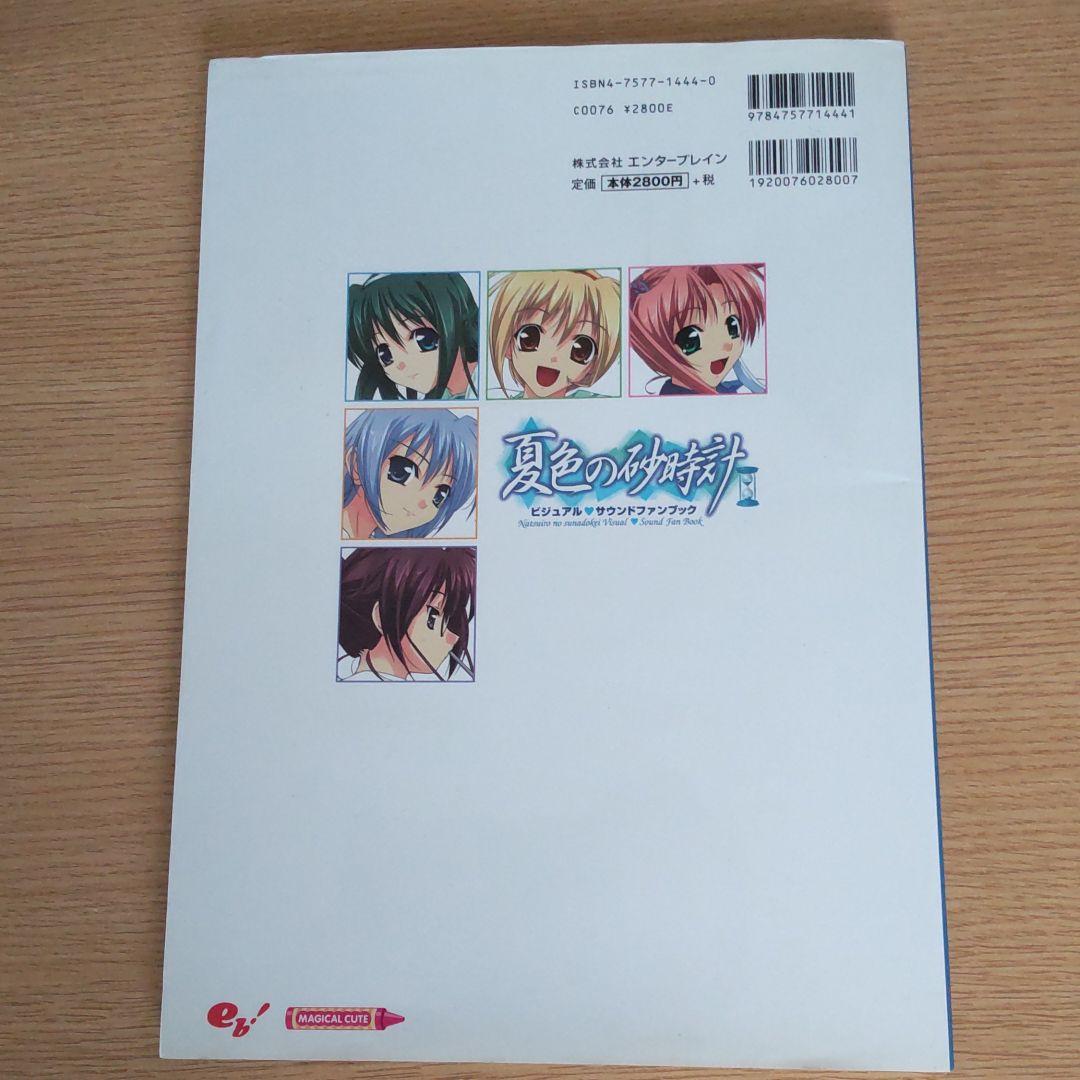 ISBN4-7577-1444-0
C0076 ¥2800E
9784757714441
株式会社 エンターブレイン
定価 本体2800円 +税
1920076028007
夏色の砂時計
ビジュアル♥サウンドファンブック
Natsuiro no sunadokei Visual ♥ Sound Fan Book
eb!
MAGICAL CUTE